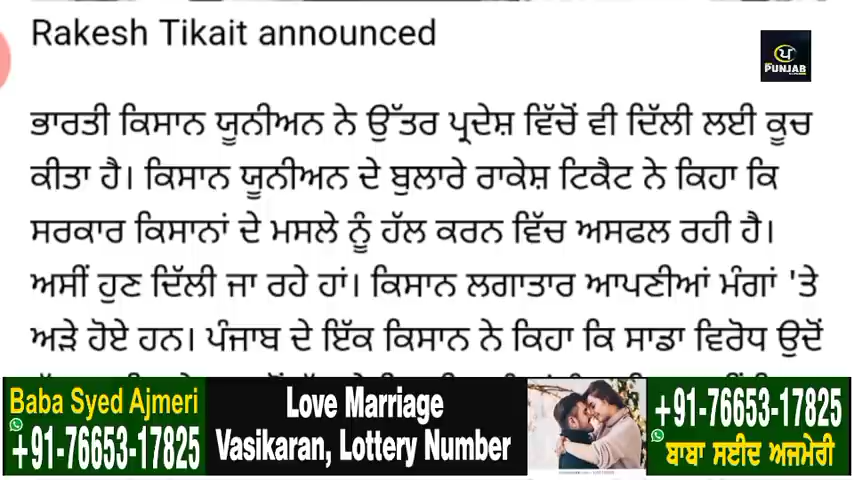 Rakesh Tikait announced
ਪੰ
PUNJAB
ਭਾਰਤੀ ਕਿਸਾਨ ਯੂਨੀਅਨ ਨੇ ਉੱਤਰ ਪ੍ਰਦੇਸ਼ ਵਿੱਚੋਂ ਵੀ ਦਿੱਲੀ ਲਈ ਕੂਚ
ਕੀਤਾ ਹੈ। ਕਿਸਾਨ ਯੂਨੀਅਨ ਦੇ ਬੁਲਾਰੇ ਰਾਕੇਸ਼ ਟਿਕੈਟ ਨੇ ਕਿਹਾ ਕਿ
ਸਰਕਾਰ ਕਿਸਾਨਾਂ ਦੇ ਮਸਲੇ ਨੂੰ ਹੱਲ ਕਰਨ ਵਿੱਚ ਅਸਫਲ ਰਹੀ ਹੈ।
ਅਸੀਂ ਹੁਣ ਦਿੱਲੀ ਜਾ ਰਹੇ ਹਾਂ। ਕਿਸਾਨ ਲਗਾਤਾਰ ਆਪਣੀਆਂ ਮੰਗਾਂ 'ਤੇ
ਅੜੇ ਹੋਏ ਹਨ। ਪੰਜਾਬ ਦੇ ਇੱਕ ਕਿਸਾਨ ਨੇ ਕਿਹਾ ਕਿ ਸਾਡਾ ਵਿਰੋਧ ਉਦੋਂ
Baba Syed Ajmeri
+91-76653-17825
Love Marriage
Vasikaran, Lottery Number
+91-76653-17825
ਬਾਬਾ ਸਈਦ ਅਜਮੇਰੀ